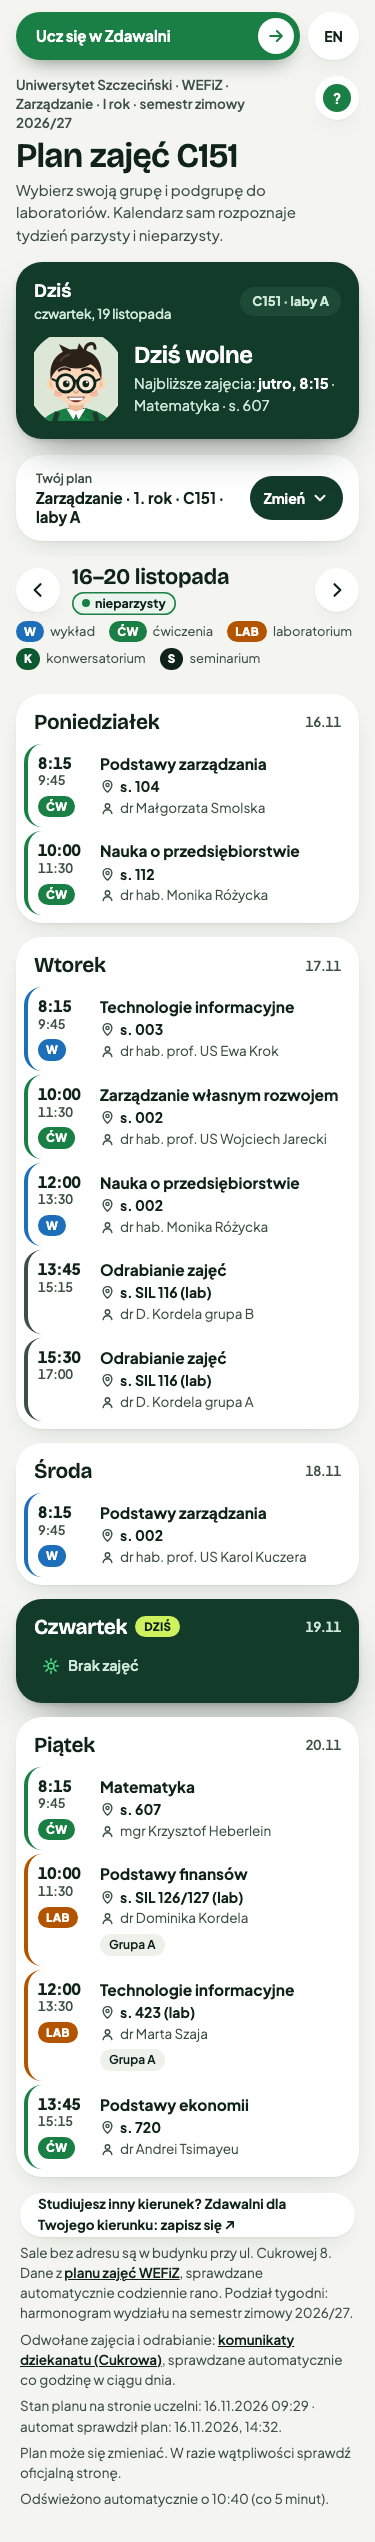 Ucz się w Zdawalni
EN
Uniwersytet Szczeciński · WEFiZ ·
Zarządzanie · I rok · semestr zimowy
2026/27
?
Plan zajęć C151
Wybierz swoją grupę i podgrupę do
laboratoriów. Kalendarz sam rozpoznaje
tydzień parzysty i nieparzysty.
Dziś
czwartek, 19 listopada
C151 · laby A
Dziś wolne
Najbliższe zajęcia: jutro, 8:15 ·
Matematyka · s. 607
Twój plan
Zarządzanie · 1. rok · C151 ·
laby A
Zmień
16–20 listopada
nieparzysty
W wykład ĆW ćwiczenia LAB laboratorium
K konwersatorium S seminarium
Poniedziałek 16.11
8:15 Podstawy zarządzania
9:45 s. 104
ĆW dr Małgorzata Smolska
10:00 Nauka o przedsiębiorstwie
11:30 s. 112
ĆW dr hab. Monika Różycka
Wtorek 17.11
8:15 Technologie informacyjne
9:45 s. 003
W dr hab. prof. US Ewa Krok
10:00 Zarządzanie własnym rozwojem
11:30 s. 002
ĆW dr hab. prof. US Wojciech Jarecki
12:00 Nauka o przedsiębiorstwie
13:30 s. 002
W dr hab. Monika Różycka
13:45 Odrabianie zajęć
15:15 s. SIL 116 (lab)
dr D. Kordela grupa B
15:30 Odrabianie zajęć
17:00 s. SIL 116 (lab)
dr D. Kordela grupa A
Środa 18.11
8:15 Podstawy zarządzania
9:45 s. 002
W dr hab. prof. US Karol Kuczera
Czwartek DZIŚ 19.11
Brak zajęć
Piątek 20.11
8:15 Matematyka
9:45 s. 607
ĆW mgr Krzysztof Heberlein
10:00 Podstawy finansów
11:30 s. SIL 126/127 (lab)
LAB dr Dominika Kordela
Grupa A
12:00 Technologie informacyjne
13:30 s. 423 (lab)
LAB dr Marta Szaja
Grupa A
13:45 Podstawy ekonomii
15:15 s. 720
ĆW dr Andrei Tsimayeu
Studiujesz inny kierunek? Zdawalni dla
Twojego kierunku: zapisz się ↗
Sale bez adresu są w budynku przy ul. Cukrowej 8.
Dane z planu zajęć WEFiZ, sprawdzane
automatycznie codziennie rano. Podział tygodni:
harmonogram wydziału na semestr zimowy 2026/27.
Odwołane zajęcia i odrabianie: komunikaty
dziekanatu (Cukrowa), sprawdzane automatycznie
co godzinę w ciągu dnia.
Stan planu na stronie uczelni: 16.11.2026 09:29 ·
automat sprawdził plan: 16.11.2026, 14:32.
Plan może się zmieniać. W razie wątpliwości sprawdź
oficjalną stronę.
Odświeżono automatycznie o 10:40 (co 5 minut).